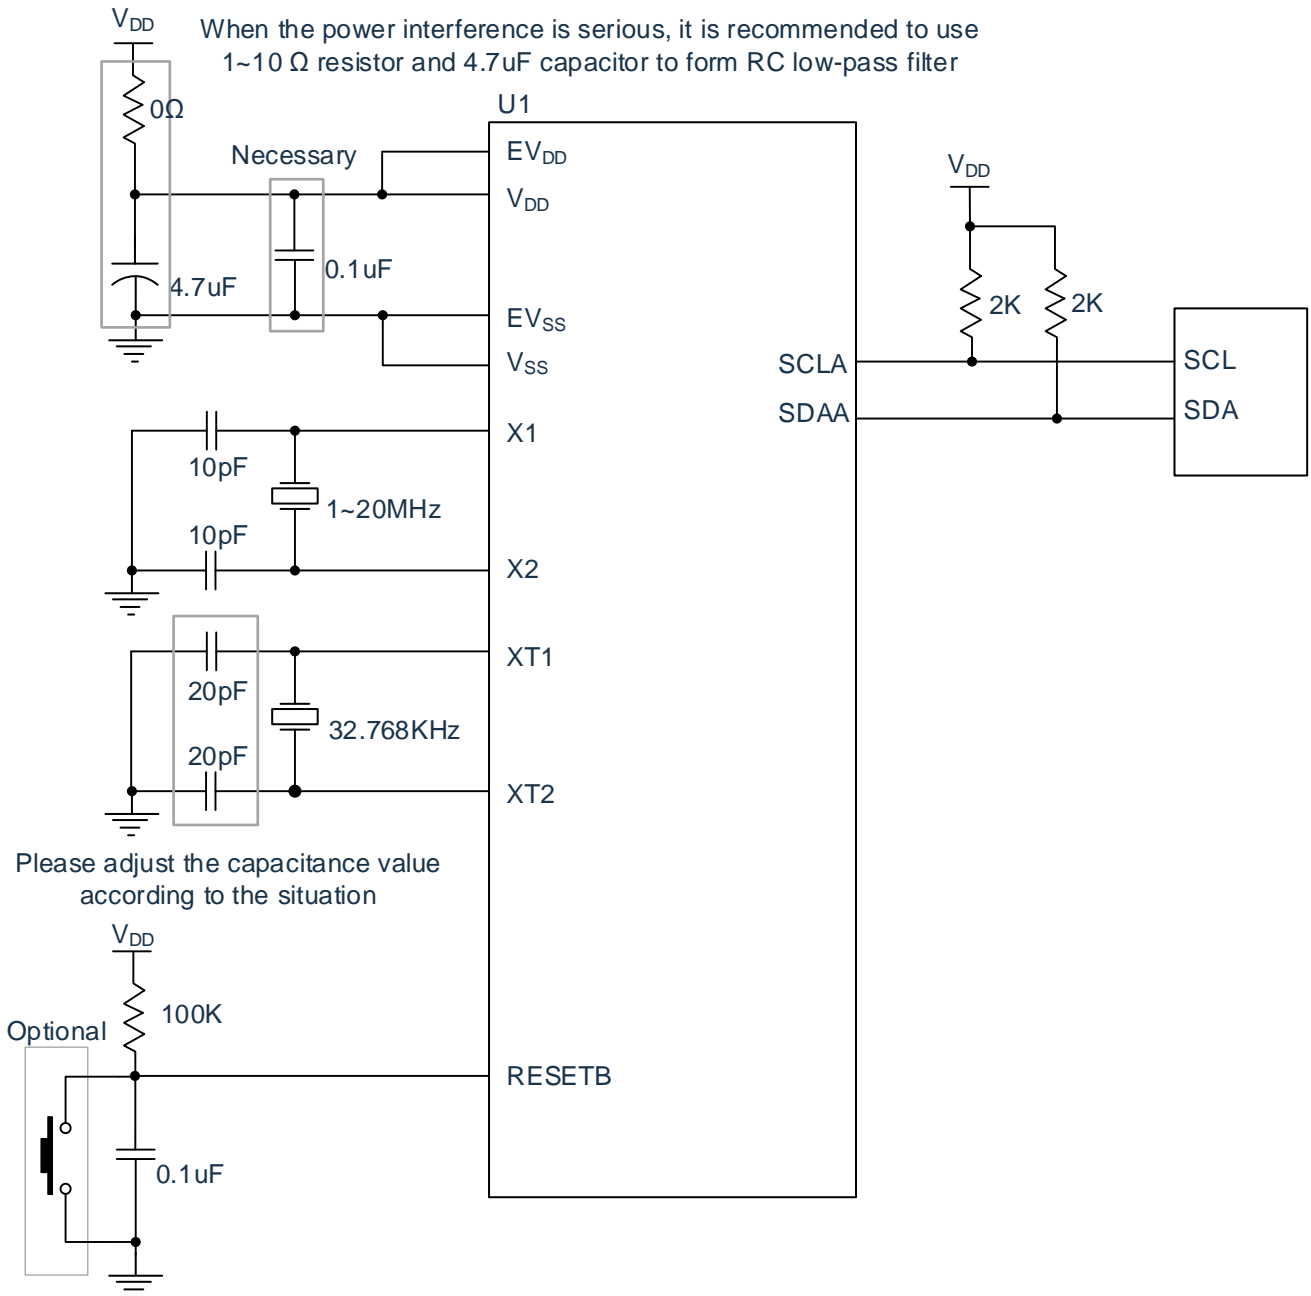 VDD
When the power interference is serious, it is recommended to use
1~10 Ω resistor and 4.7uF capacitor to form RC low-pass filter
0Ω
U1
Necessary
EVDD
VDD
VDD
0.1uF
4.7uF
2K
2K
EVSS
VSS
SCLA
SCL
SDAA
SDA
X1
10pF
1~20MHz
10pF
X2
XT1
20pF
32.768KHz
20pF
XT2
Please adjust the capacitance value
according to the situation
VDD
100K
Optional
RESETB
0.1uF